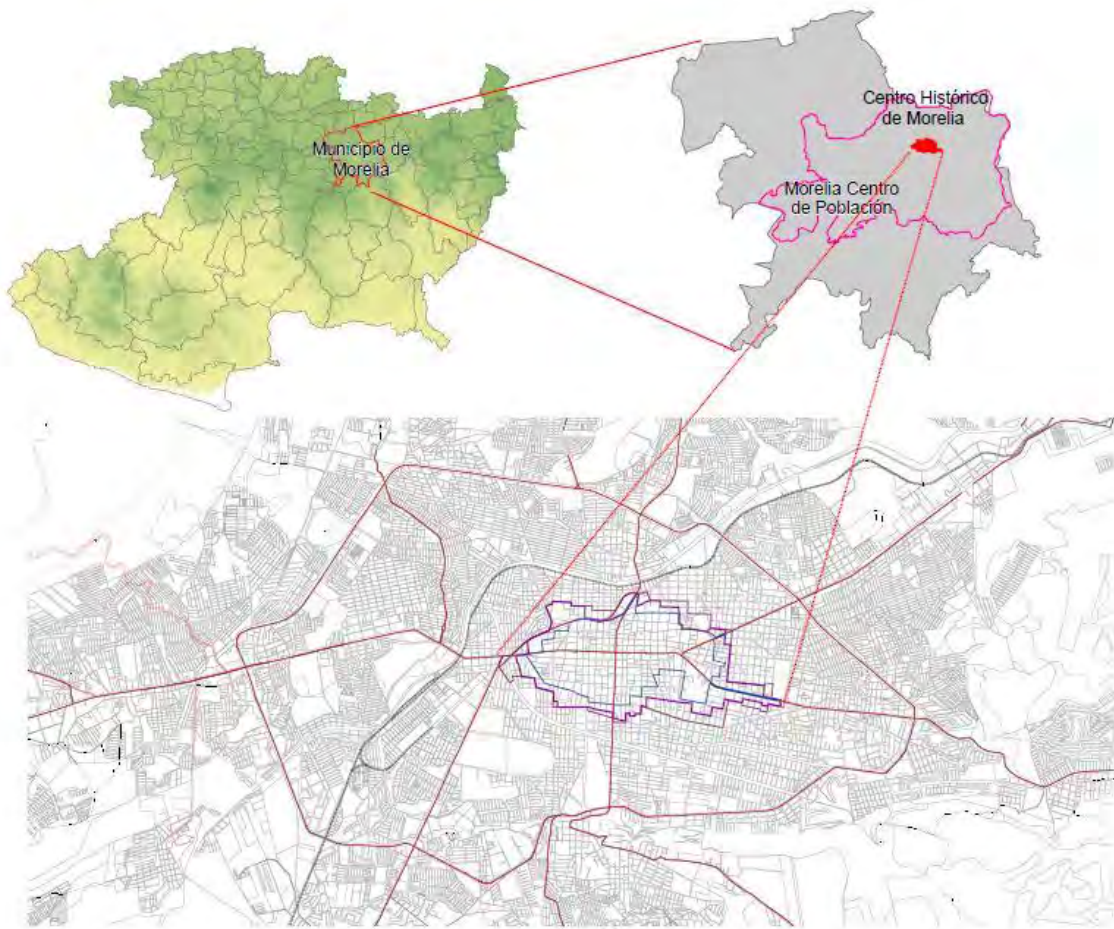 Municipio de
Morelia
Centro Histórico
de Morelia
Morelia Centro
de Población